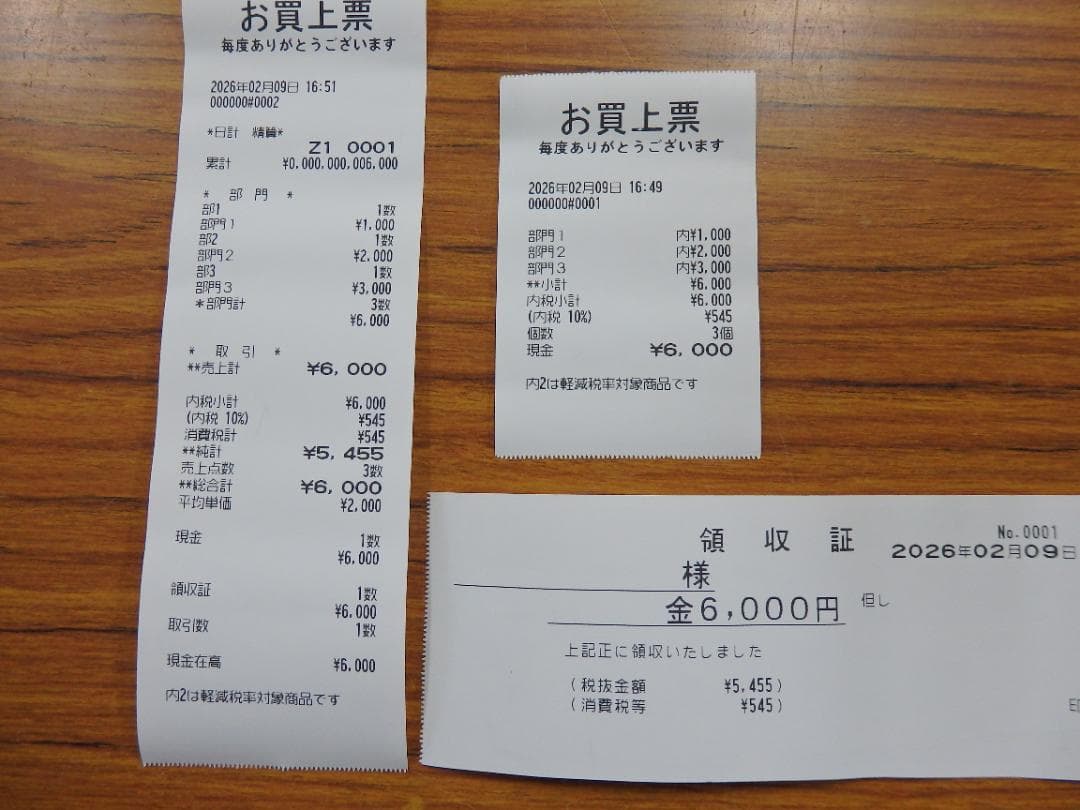 お買上票
毎度ありがとうございます
2026年02月09日 16:51
000000#0002
*日計 精算*
Z1 0001
累計 ¥0,000,000,006,000
* 部 門 *
部1 1数
部門1 ¥1,000
部2 1数
部門2 ¥2,000
部3 1数
部門3 ¥3,000
*部門計 3数
¥6,000
* 取 引 *
**売上計 ¥6,000
内税小計 ¥6,000
(内税 10%) ¥545
消費税計 ¥545
**純計 ¥5,455
売上点数 3数
**総合計 ¥6,000
平均単価 ¥2,000
現金 1数
¥6,000
領収証 1数
¥6,000
取引数 1数
現金在高 ¥6,000
内2は軽減税率対象商品です
お買上票
毎度ありがとうございます
2026年02月09日 16:49
000000#0001
部門1 内¥1,000
部門2 内¥2,000
部門3 内¥3,000
**小計 ¥6,000
内税小計 ¥6,000
(内税 10%) ¥545
個数 3個
現金 ¥6,000
内2は軽減税率対象商品です
領 収 証
No.0001
2026年02月09日
様
金6,000円 但し
上記正に領収いたしました
(税抜金額 ¥5,455)
(消費税等 ¥545)
印